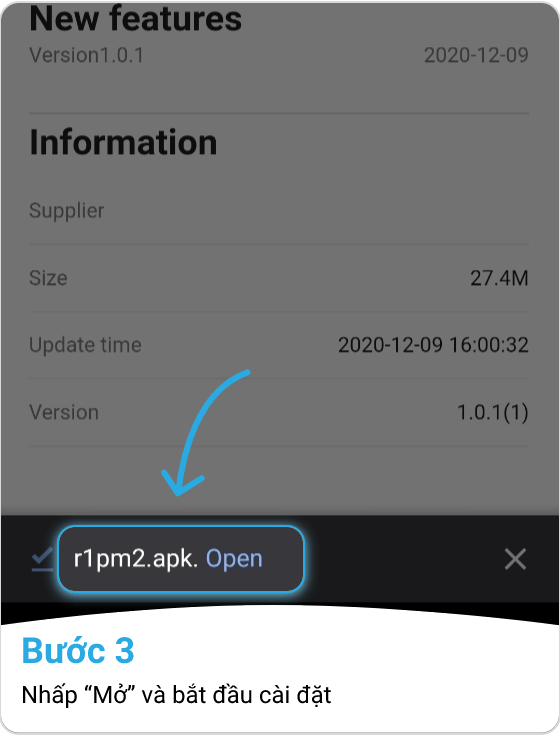 New features
Version1.0.1 2020-12-09
Information
Supplier
Size 27.4M
Update time 2020-12-09 16:00:32
Version 1.0.1(1)
r1pm2.apk. Open
Bước 3
Nhấp “Mở” và bắt đầu cài đặt